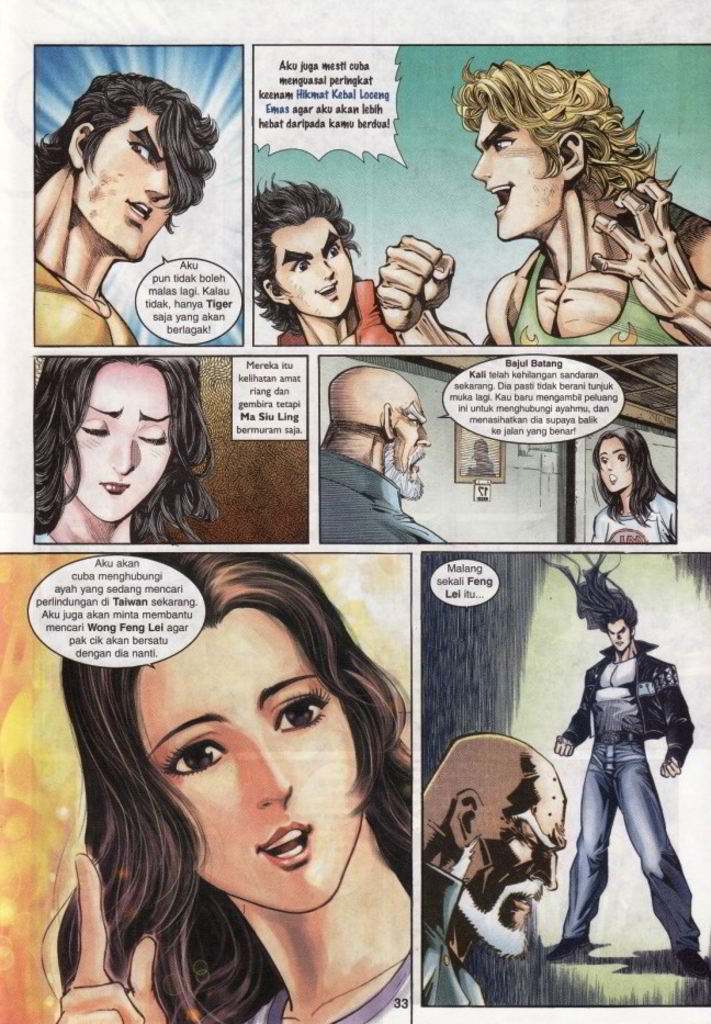 Aku
pun tidak boleh
malas lagi. Kalau
tidak, hanya Tiger
saja yang akan
berlagak!
Aku juga mesti cuba
menguasai peringkat
keenam Hikmat Kebal Loceng
Emas agar aku akan lebih
hebat daripada kamu berdua!
Mereka itu
kelihatan amat
riang dan
gembira tetapi
Ma Siu Ling
bermuram saja.
Bajul Batang
Kali telah kehilangan sandaran
sekarang. Dia pasti tidak berani tunjuk
muka lagi. Kau baru mengambil peluang
ini untuk menghubungi ayahmu, dan
menasihatkan dia supaya balik
ke jalan yang benar!
Aku akan
cuba menghubungi
ayah yang sedang mencari
perlindungan di Taiwan sekarang.
Aku juga akan minta membantu
mencari Wong Feng Lei agar
pak cik akan bersatu
dengan dia nanti.
Malang
sekali Feng
Lei itu...
33